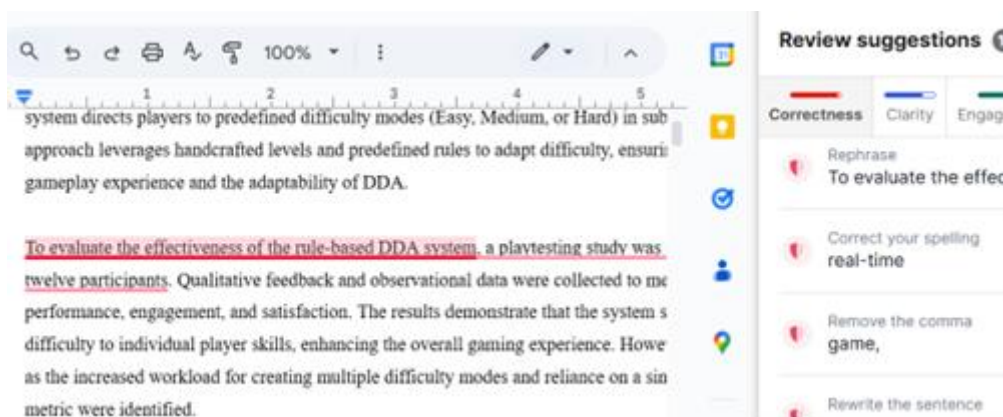 100%
Review suggestions
1 2 3 4 5
Correctness Clarity Engag
system directs players to predefined difficulty modes (Easy, Medium, or Hard) in sub
approach leverages handcrafted levels and predefined rules to adapt difficulty, ensuri
gameplay experience and the adaptability of DDA.
To evaluate the effectiveness of the rule-based DDA system, a playtesting study was
twelve participants. Qualitative feedback and observational data were collected to me
performance, engagement, and satisfaction. The results demonstrate that the system s
difficulty to individual player skills, enhancing the overall gaming experience. Howe
as the increased workload for creating multiple difficulty modes and reliance on a sin
metric were identified.
Rephrase
To evaluate the effec
Correct your spelling
real-time
Remove the comma
game,
Rewrite the sentence